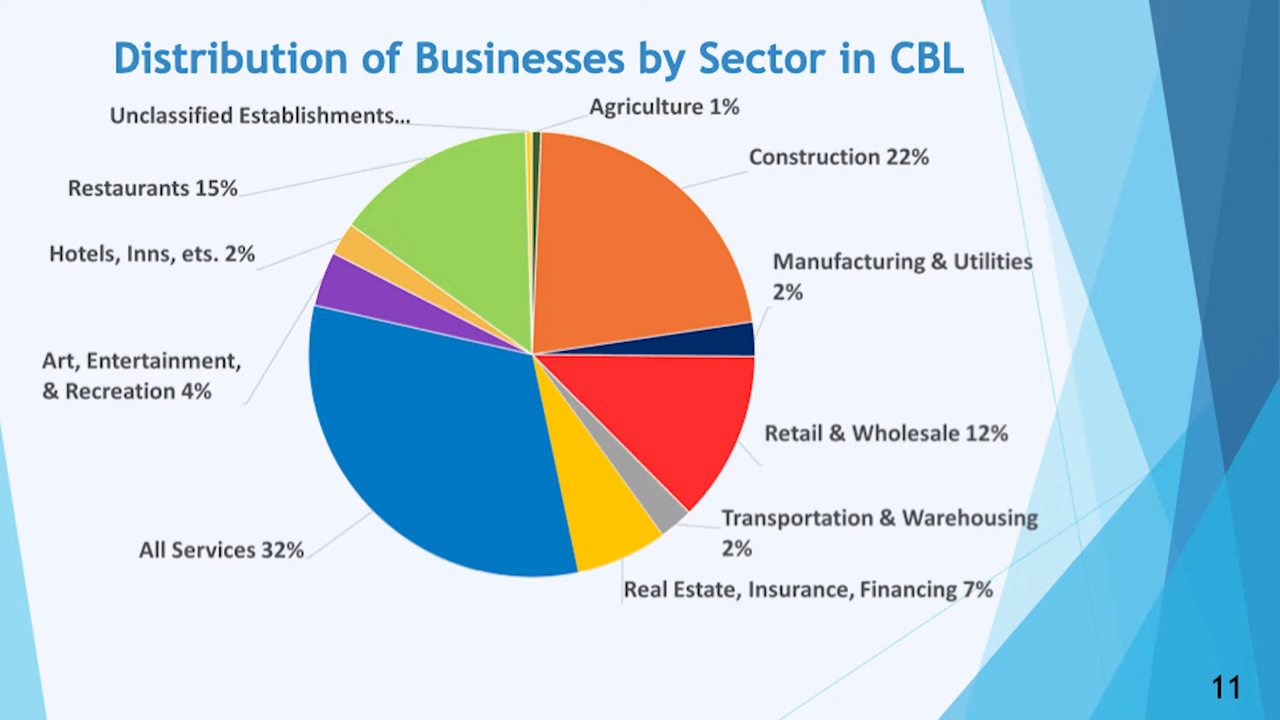 Distribution of Businesses by Sector in CBL
Unclassified Establishments...
Agriculture 1%
Construction 22%
Restaurants 15%
Hotels, Inns, ets. 2%
Manufacturing & Utilities
2%
Art, Entertainment,
& Recreation 4%
Retail & Wholesale 12%
Transportation & Warehousing
2%
All Services 32%
Real Estate, Insurance, Financing 7%
11